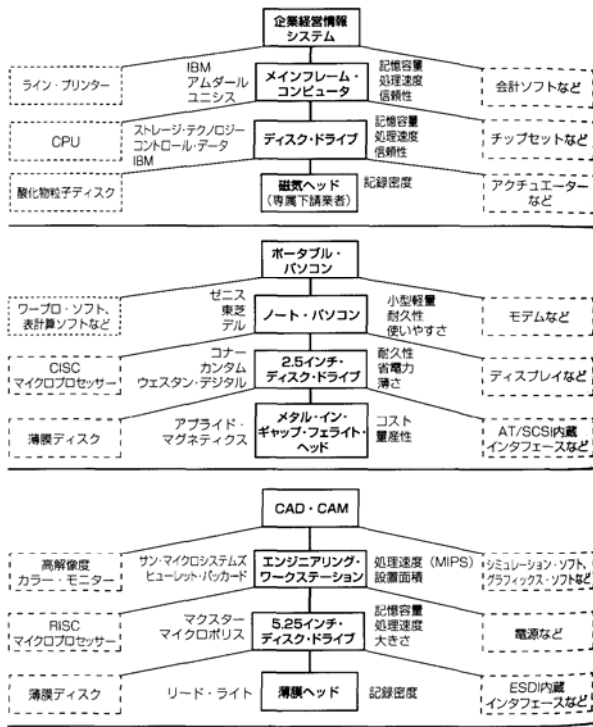 企業経営情報
システム
ライン・プリンター
IBM
アムダール
ユニシス
メインフレーム・
コンピュータ
記憶容量
処理速度
信頼性
会計ソフトなど
CPU
ストレージ・テクノロジー
コントロール・データ
IBM
ディスク・ドライブ
記憶容量
処理速度
信頼性
チップセットなど
酸化物粒子ディスク
磁気ヘッド
(専属下請業者)
記録密度
アクチュエーター
など
ポータブル・
パソコン
ワープロ・ソフト、
表計算ソフトなど
ゼニス
東芝
デル
ノート・パソコン
小型軽量
耐久性
使いやすさ
モデムなど
CISC
マイクロプロセッサー
コナー
カンタム
ウェスタン・デジタル
2.5インチ・
ディスク・ドライブ
耐久性
省電力
薄さ
ディスプレイなど
薄膜ディスク
アプライド・
マグネティクス
メタル・イン・
ギャップ・フェライト・
ヘッド
コスト
量産性
AT/SCSI内蔵
インタフェースなど
CAD・CAM
高解像度
カラー・モニター
サン・マイクロシステムズ
ヒューレット・パッカード
エンジニアリング・
ワークステーション
処理速度(MIPS)
設置面積
シミュレーション・ソフト、
グラフィックス・ソフトなど
RISC
マイクロプロセッサー
マクスター
マイクロポリス
5.25インチ・
ディスク・ドライブ
記憶容量
処理速度
大きさ
電源など
薄膜ディスク
リード・ライト
薄膜ヘッド
記録密度
ESDI内蔵
インタフェースなど